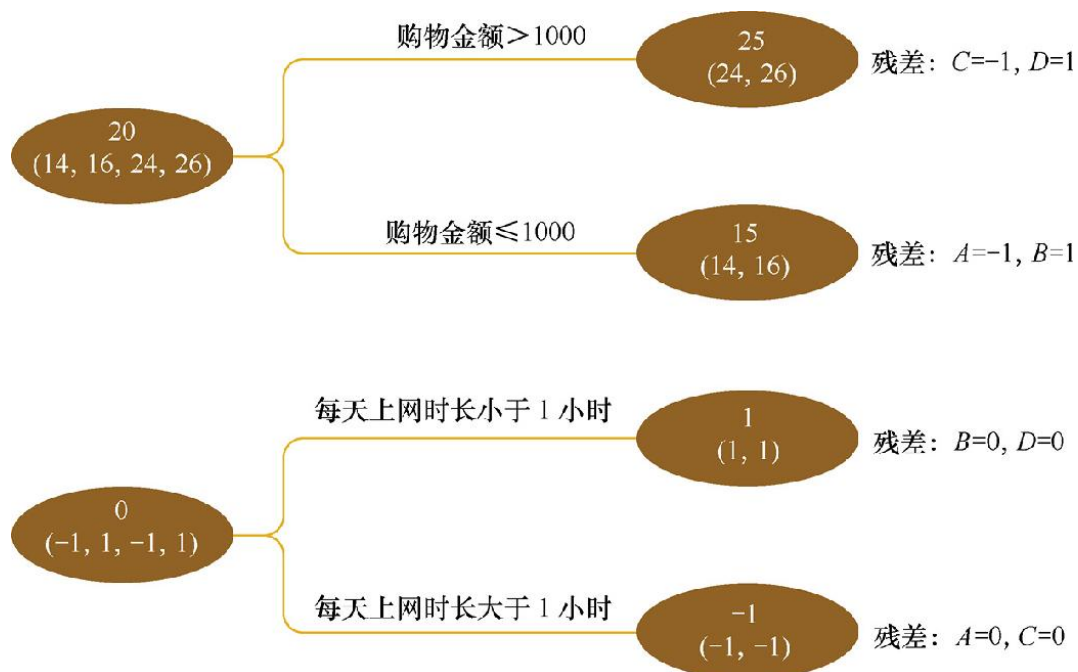 购物金额>1000
25
(24, 26)
残差：C=-1, D=1
20
(14, 16, 24, 26)
购物金额≤1000
15
(14, 16)
残差：A=-1, B=1
每天上网时长小于 1 小时
1
(1, 1)
残差：B=0, D=0
0
(-1, 1, -1, 1)
每天上网时长大于 1 小时
-1
(-1, -1)
残差：A=0, C=0